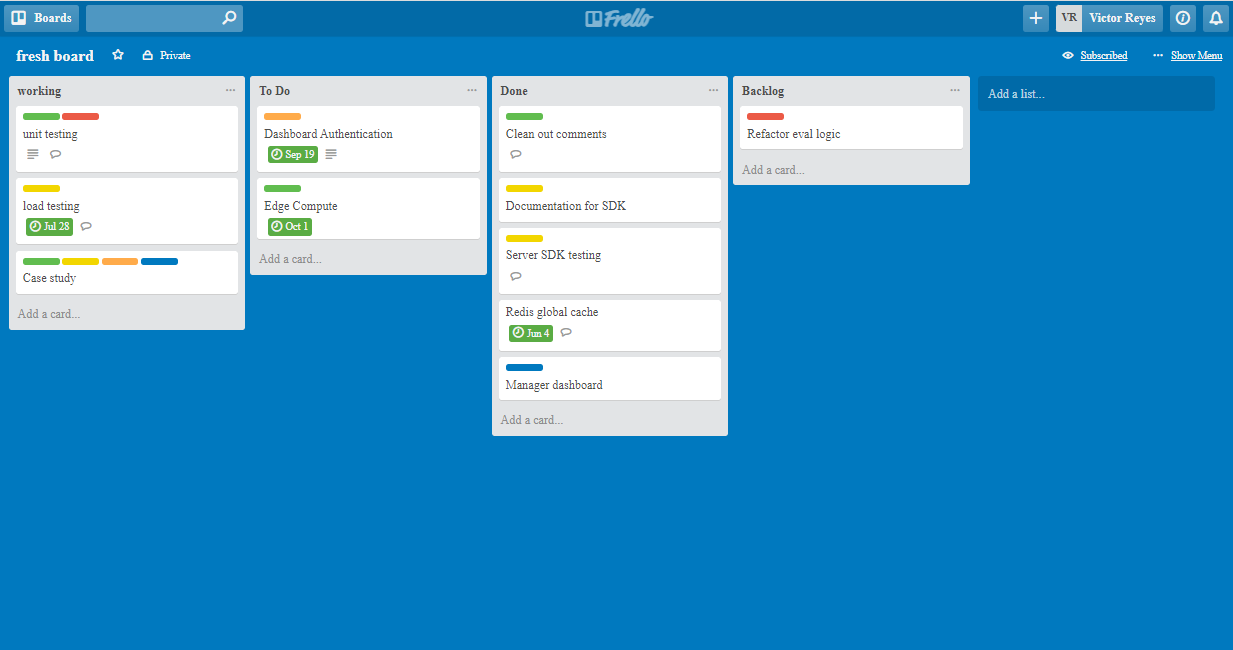 Boards
Frello
VR Victor Reyes
fresh board
Private
Subscribed
... Show Menu
working
unit testing
load testing
Jul 28
Case study
Add a card...
To Do
Dashboard Authentication
Sep 19
Edge Compute
Oct 1
Add a card...
Done
Clean out comments
Documentation for SDK
Server SDK testing
Redis global cache
Jun 4
Manager dashboard
Add a card...
Backlog
Refactor eval logic
Add a card...
Add a list...